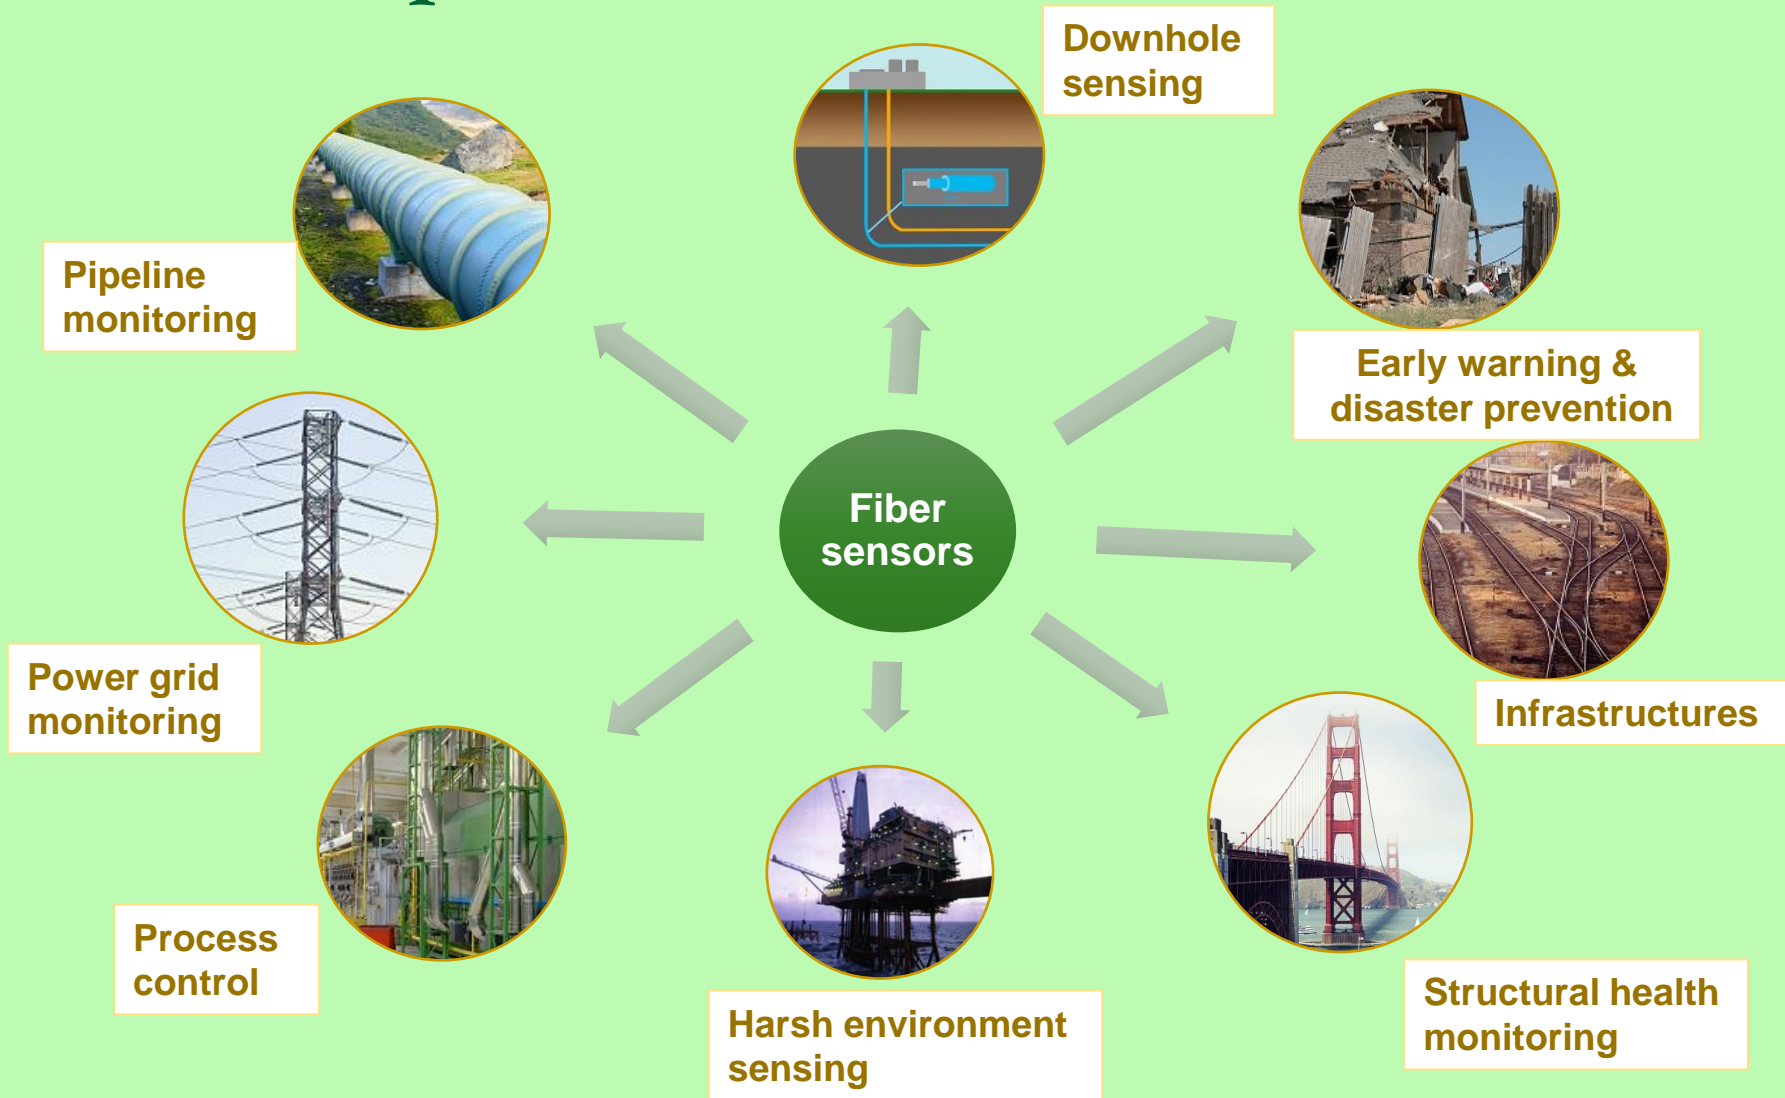 Downhole
sensing
Pipeline
monitoring
Early warning &
disaster prevention
Fiber
sensors
Power grid
monitoring
Infrastructures
Process
control
Structural health
monitoring
Harsh environment
sensing